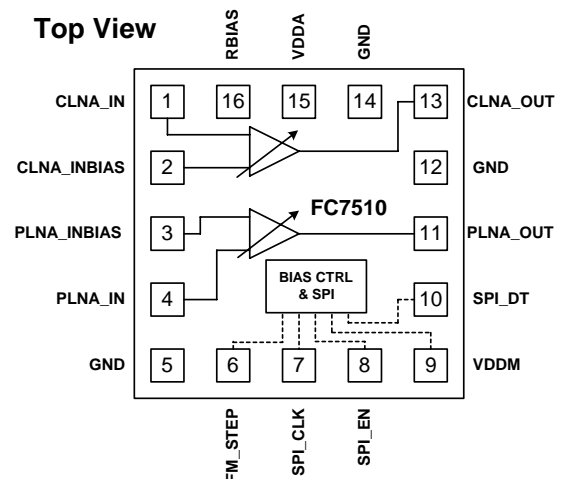 Top View
RBIAS
VDDA
GND
CLNA_IN
1
16
15
14
13
CLNA_OUT
CLNA_INBIAS
2
12
GND
FC7510
PLNA_INBIAS
3
11
PLNA_OUT
BIAS CTRL
& SPI
PLNA_IN
4
10
SPI_DT
GND
5
6
7
8
9
VDDM
FM_STEP
SPI_CLK
SPI_EN